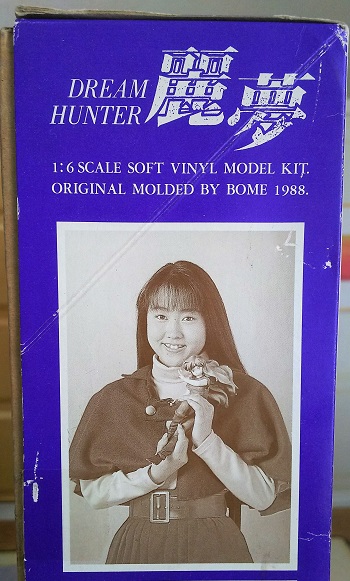 DREAM
HUNTER
麗夢
1:6 SCALE SOFT VINYL MODEL KIT.
ORIGINAL MOLDED BY BOME 1988.